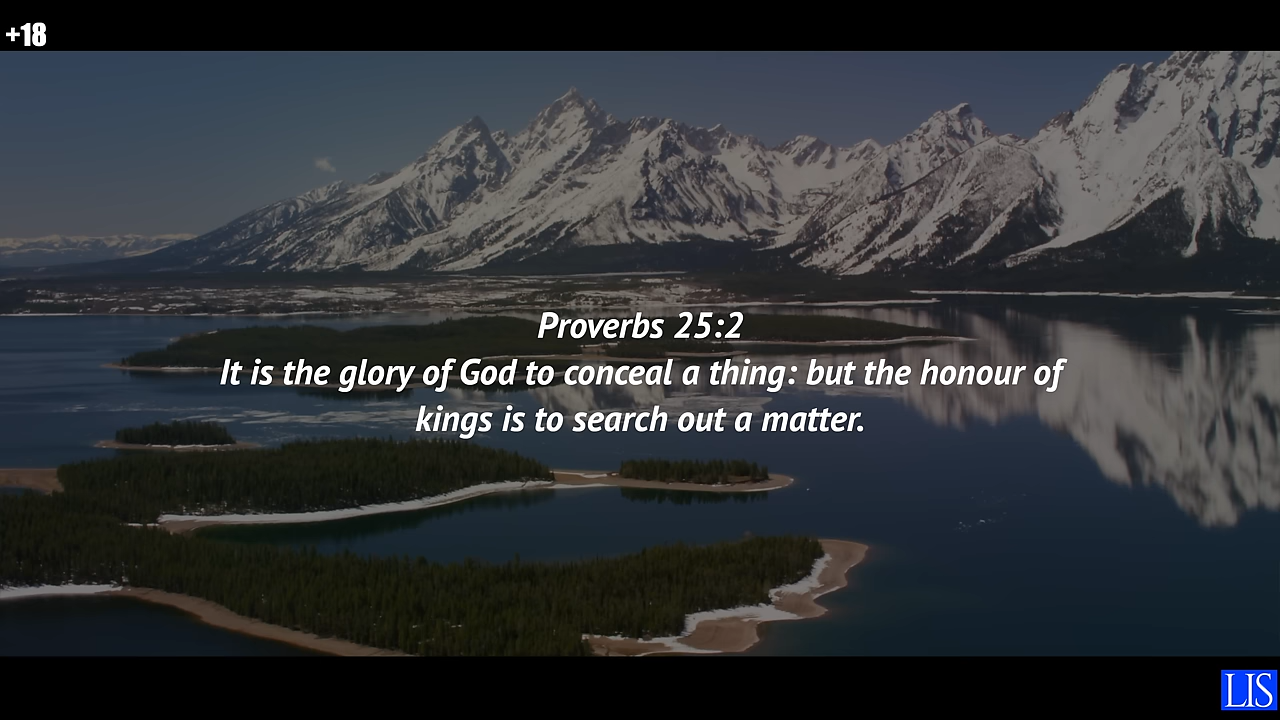 +18
Proverbs 25:2
It is the glory of God to conceal a thing: but the honour of
kings is to search out a matter.
LIS